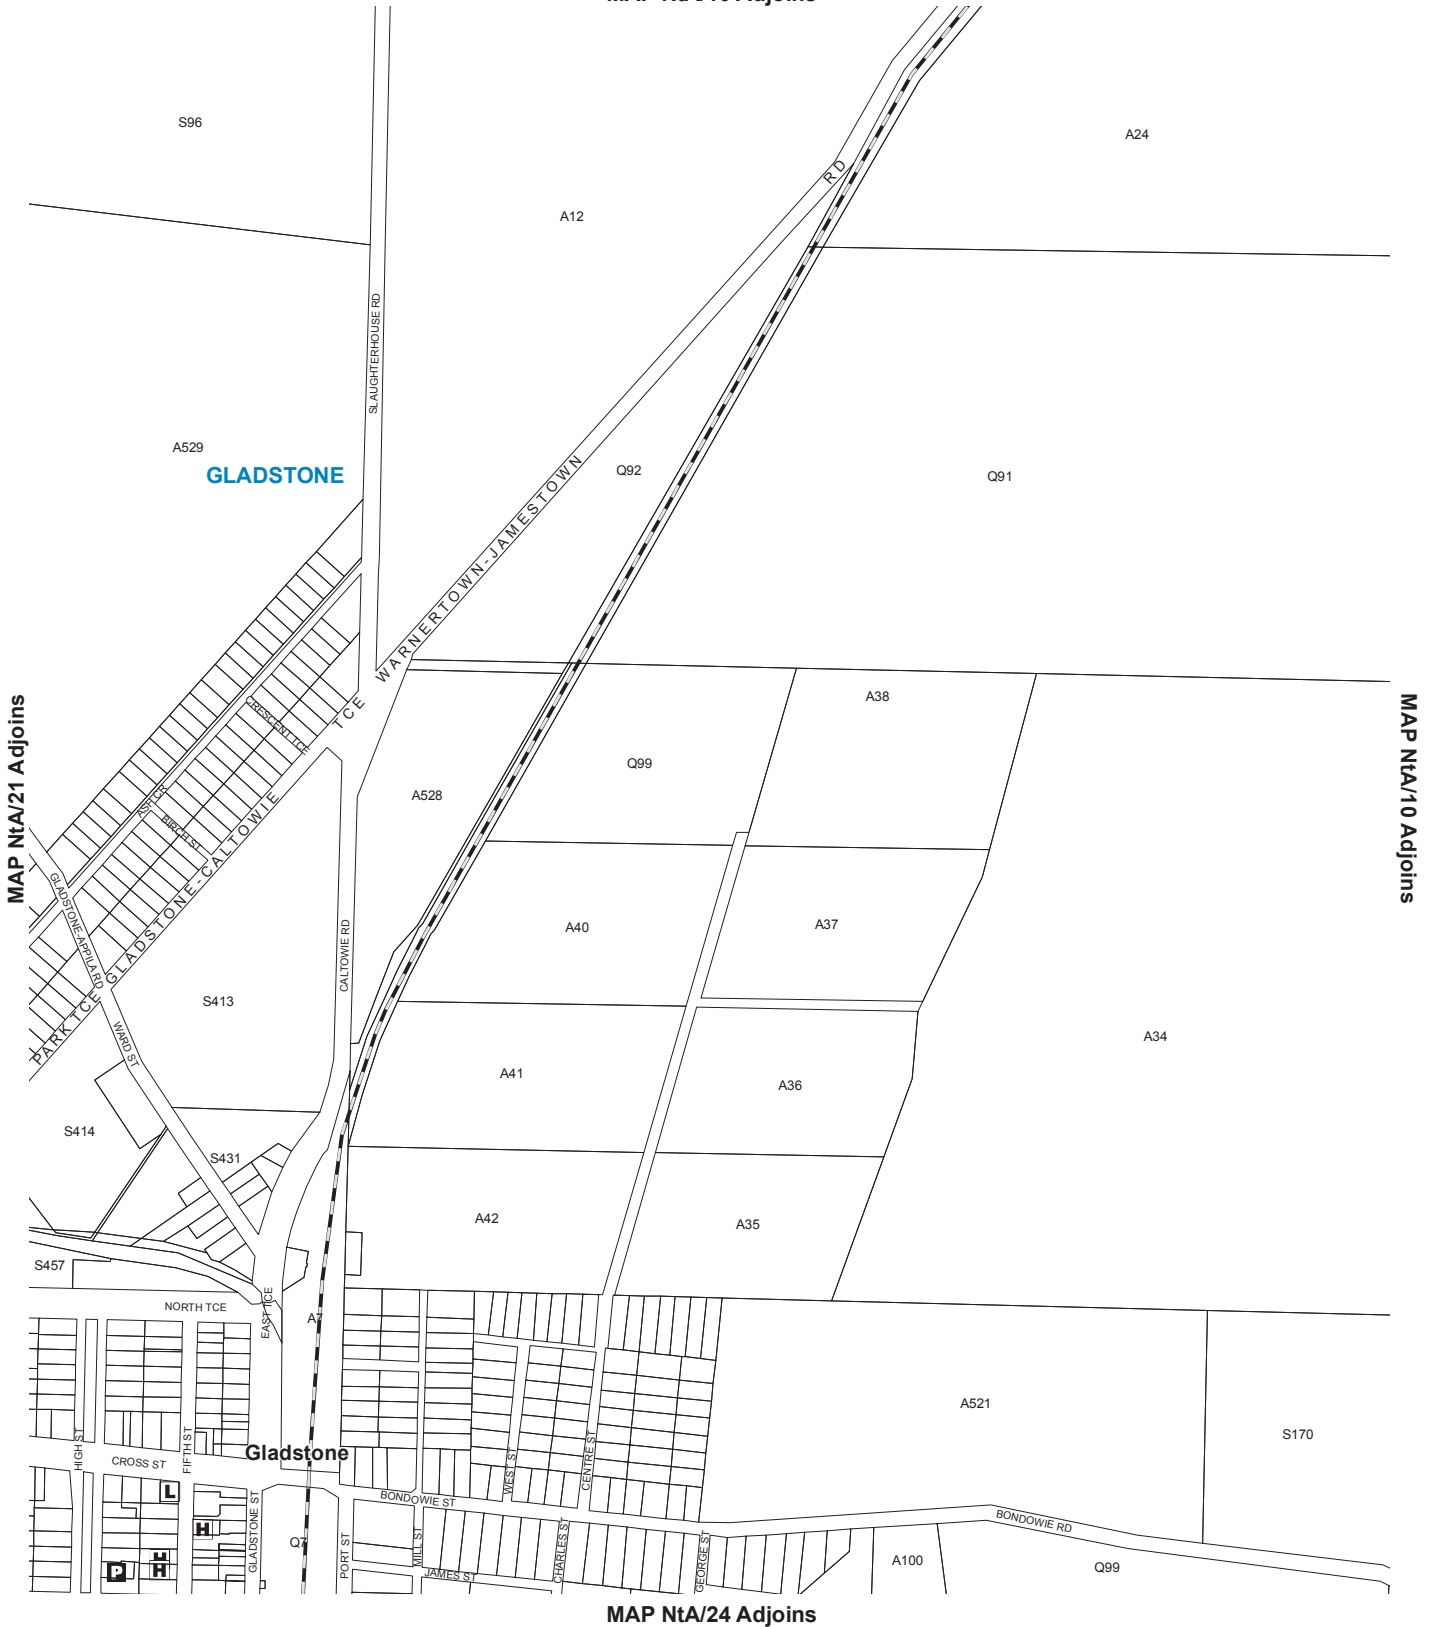 S96
A24
RD
A12
SLAUGHTERHOUSE RD
A529
GLADSTONE
Q92
Q91
WARNERTOWN-JAMESTOWN
A38
CRESCENT TCE
TCE
MAP NtA/21 Adjoins
MAP NtA/10 Adjoins
Q99
A528
ASH CR
BIRCH ST
GLADSTONE-CALTOWIE
GLADSTONE-APPILA RD
A40
A37
CALTOWIE RD
S413
PARK TCE
WARD ST
A34
A41
A36
S414
S431
A42
A35
S457
NORTH TCE
EAST TCE
A7
A521
S170
HIGH ST
CROSS ST
FIFTH ST
Gladstone
WEST ST
CENTRE ST
L
BONDOWIE ST
BONDOWIE RD
H
GLADSTONE ST
Q7
PORT ST
MILL ST
CHARLES ST
GEORGE ST
A100
Q99
P
H
JAMES ST
MAP NtA/24 Adjoins